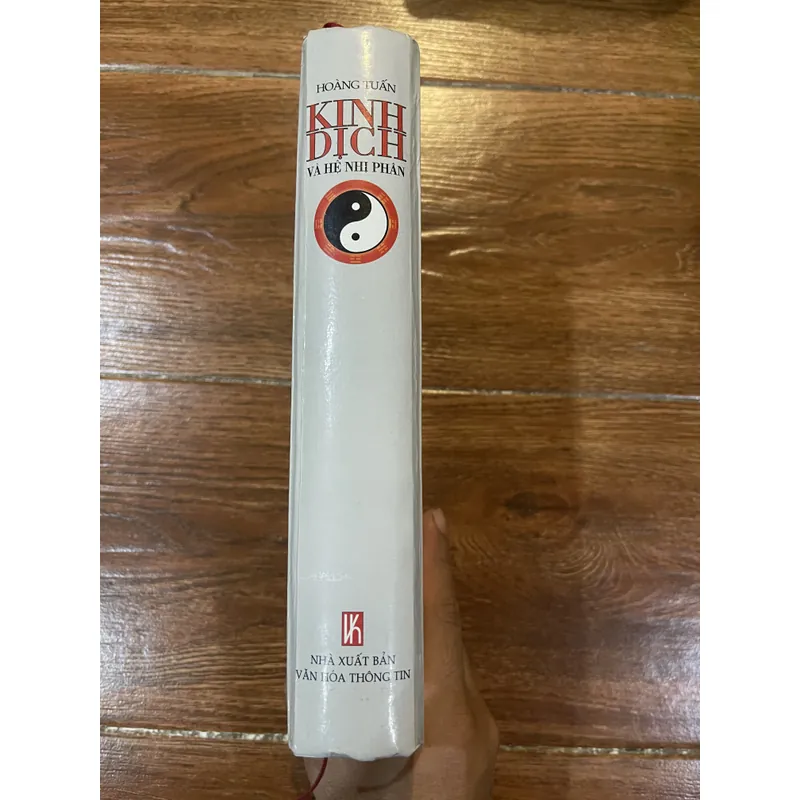 HOÀNG TUẤN
KINH
DỊCH
VÀ HỆ NHỊ PHÂN
NHÀ XUẤT BẢN
VĂN HÓA THÔNG TIN